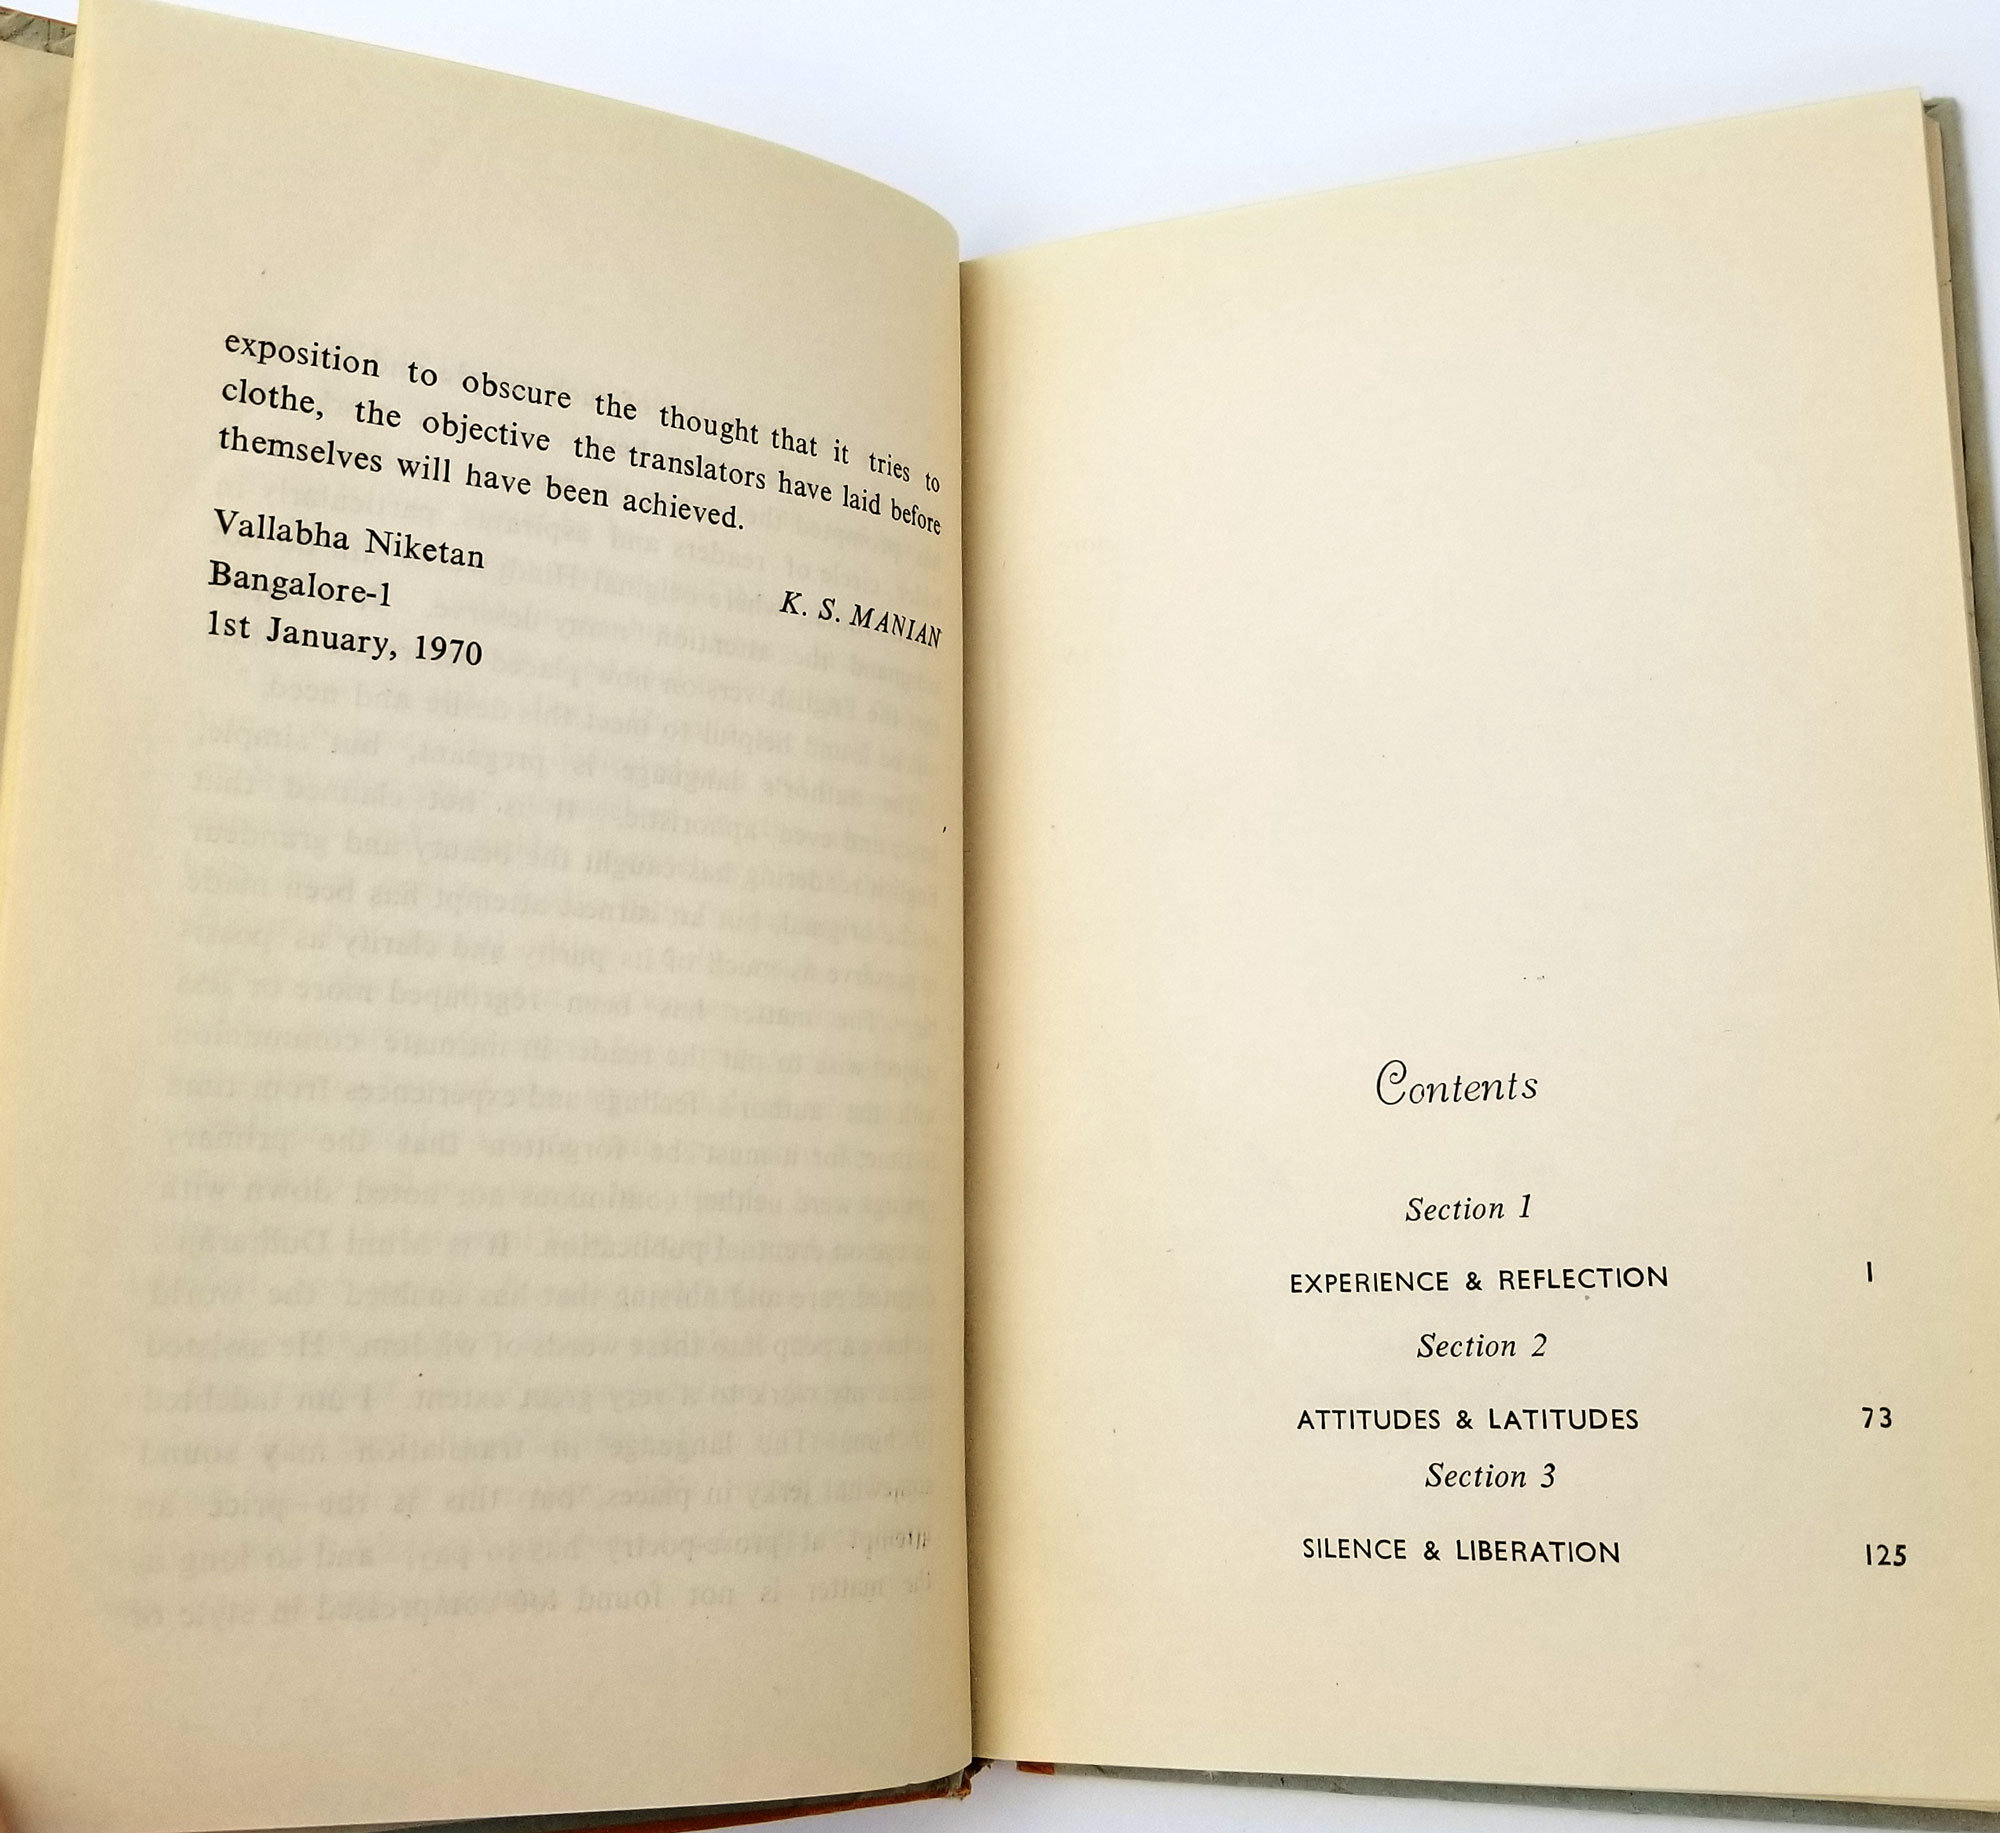 exposition to obscure the thought that it tries to
clothe, the objective the translators have laid before
themselves will have been achieved.
Vallabha Niketan
Bangalore-1
K. S. MANIAN
1st January, 1970
Contents
Section 1
EXPERIENCE & REFLECTION 1
Section 2
ATTITUDES & LATITUDES 73
Section 3
SILENCE & LIBERATION 125